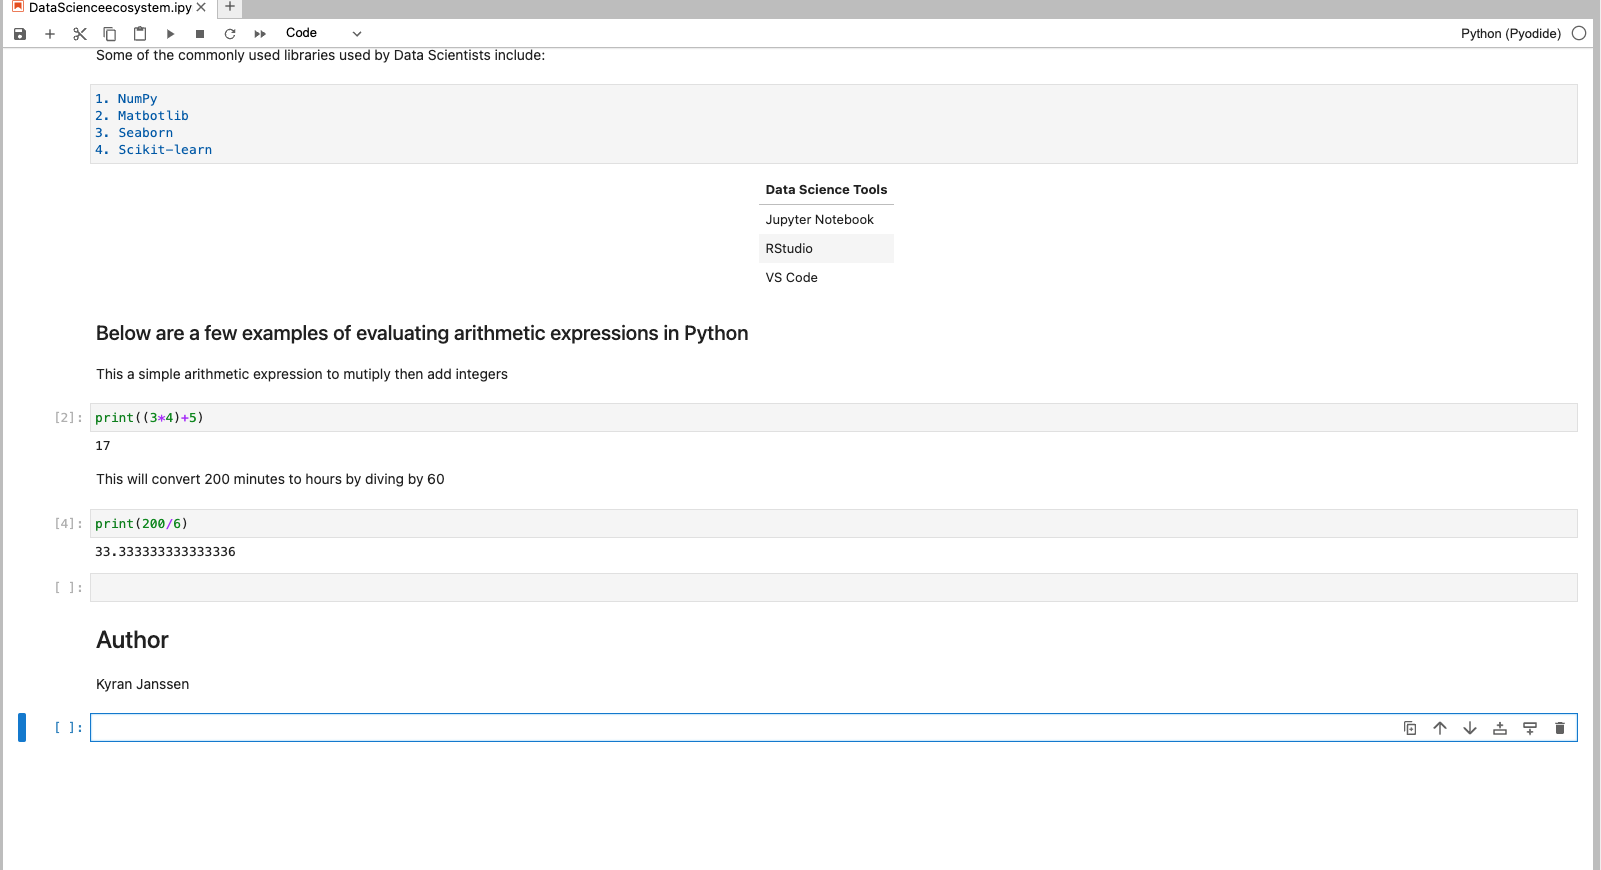 DataScienceecosystem.ipy
Code
Python (Pyodide)
Some of the commonly used libraries used by Data Scientists include:
1. NumPy
2. Matbotlib
3. Seaborn
4. Scikit-learn
Data Science Tools
Jupyter Notebook
RStudio
VS Code
Below are a few examples of evaluating arithmetic expressions in Python
This a simple arithmetic expression to mutiply then add integers
[2]: print((3*4)+5)
17
This will convert 200 minutes to hours by diving by 60
[4]: print(200/6)
33.333333333333336
[ ]:
Author
Kyran Janssen
[ ]: